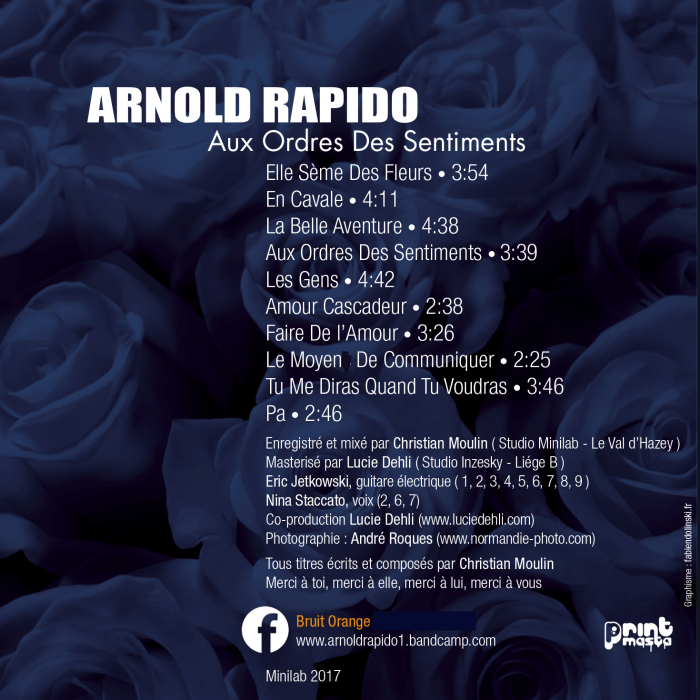 ARNOLD RAPIDO
Aux Ordres Des Sentiments
Elle Sème Des Fleurs • 3:54
En Cavale • 4:11
La Belle Aventure • 4:38
Aux Ordres Des Sentiments • 3:39
Les Gens • 4:42
Amour Cascadeur • 2:38
Faire De l'Amour • 3:26
Le Moyen De Communiquer • 2:25
Tu Me Diras Quand Tu Voudras • 3:46
Pa • 2:46
Enregistré et mixé par Christian Moulin ( Studio Minilab - Le Val d'Hazey )
Masterisé par Lucie Dehli ( Studio Inzesky - Liége B )
Eric Jetkowski, guitare électrique ( 1, 2, 3, 4, 5, 6, 7, 8, 9 )
Nina Staccato, voix (2, 6, 7)
Co-production Lucie Dehli (www.luciedehli.com)
Photographie : André Roques (www.normandie-photo.com)
Tous titres écrits et composés par Christian Moulin
Merci à toi, merci à elle, merci à lui, merci à vous
Graphisme : fabiendolinski.fr
f
Bruit Orange
www.arnoldrapido1.bandcamp.com
print
masta
Minilab 2017